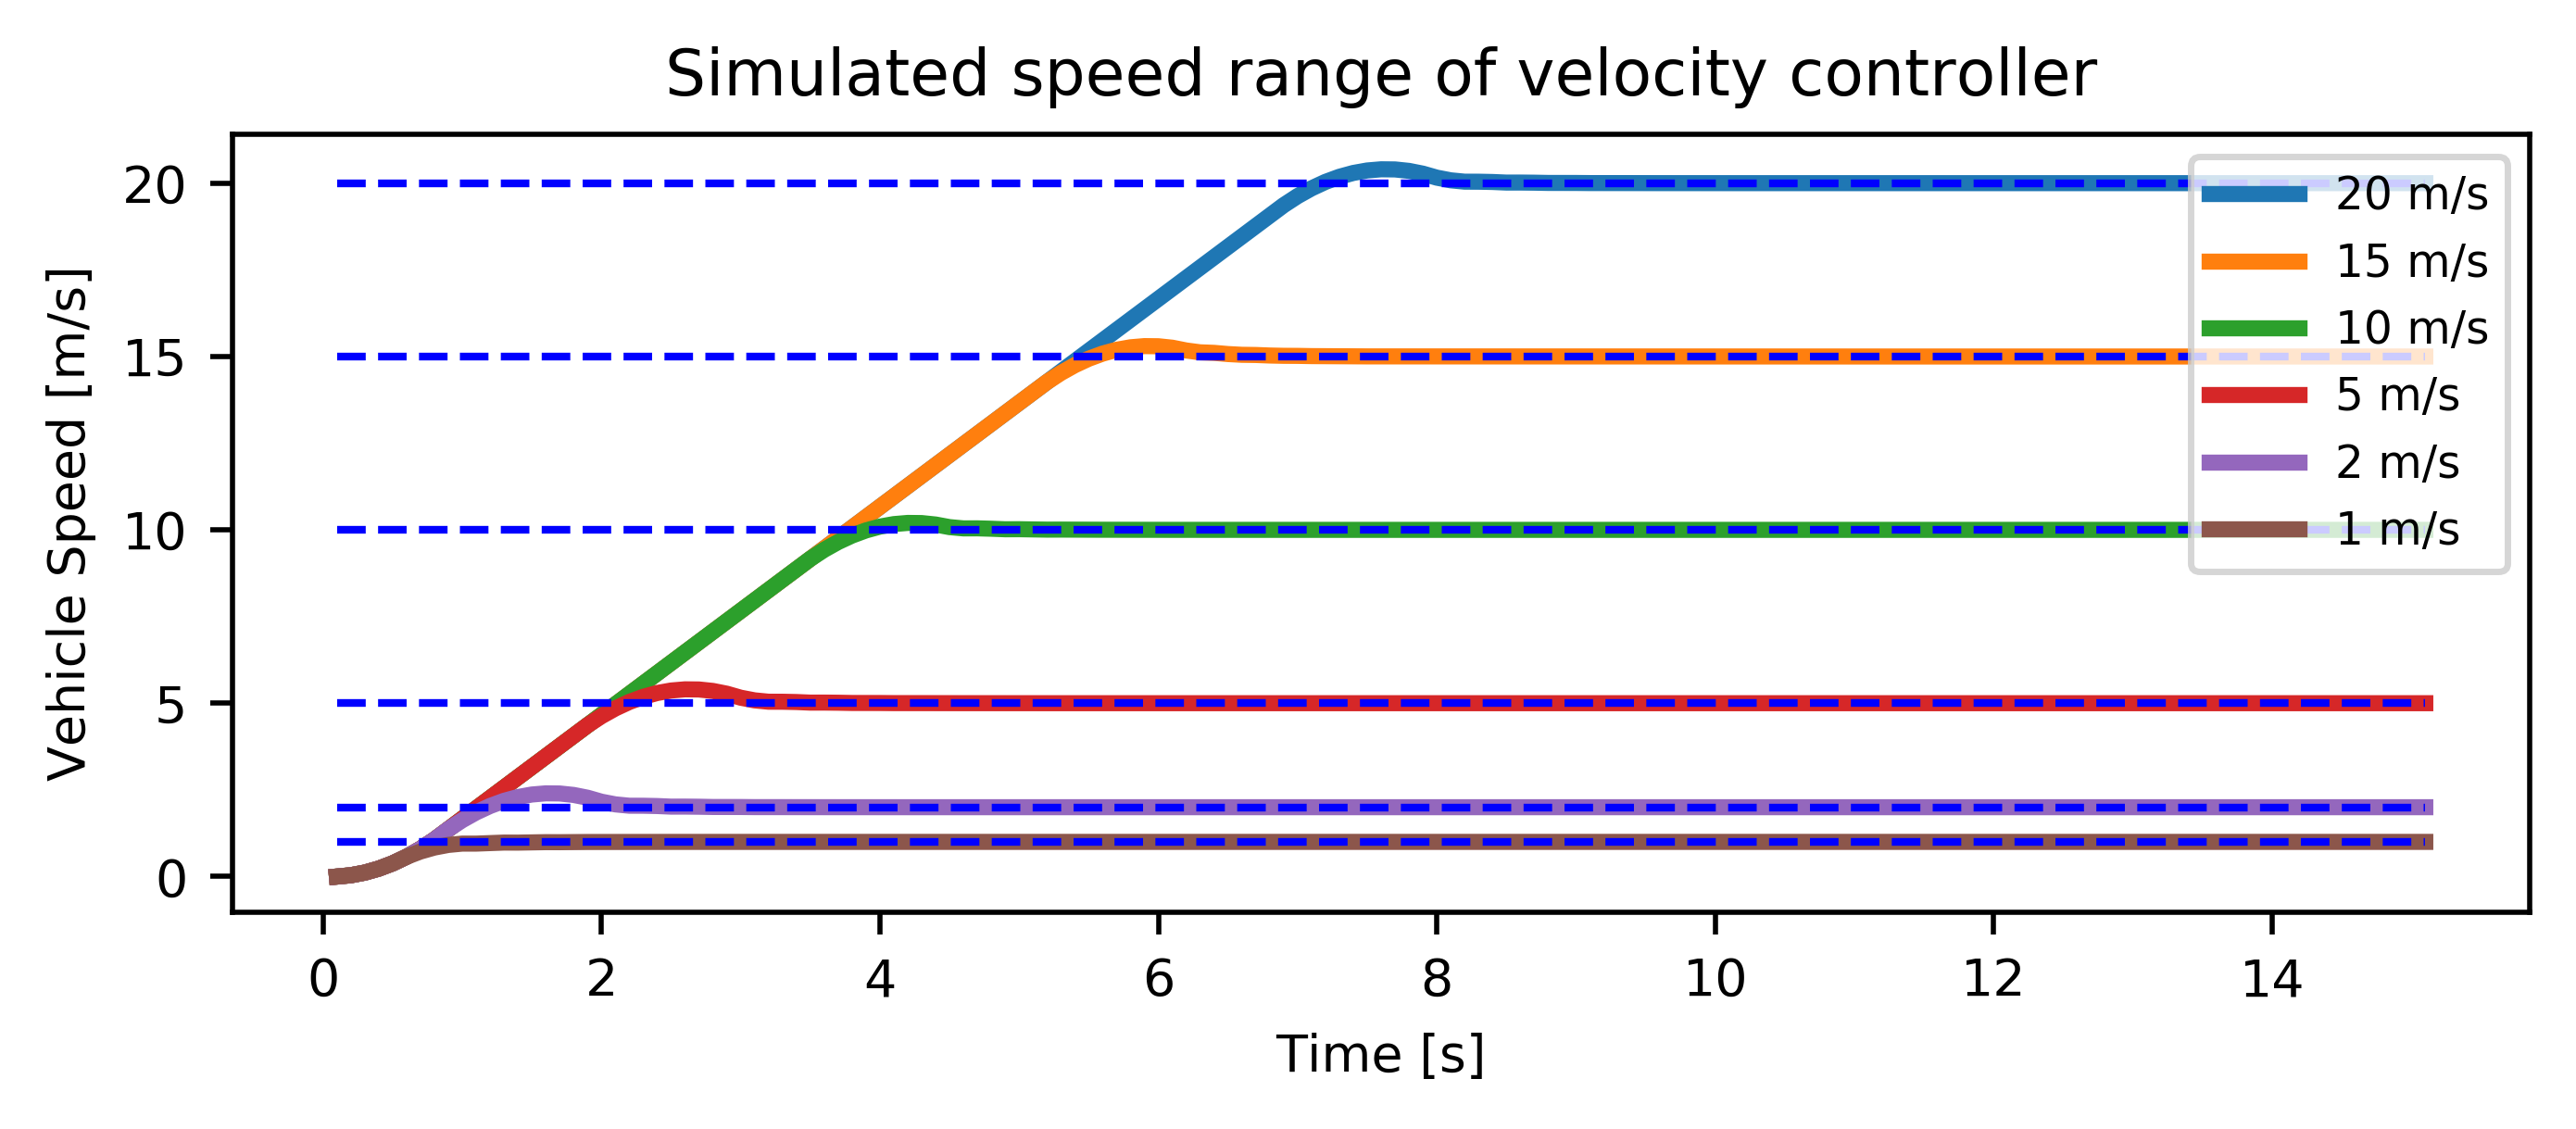 Simulated speed range of velocity controller
Vehicle Speed [m/s]
20
15
10
5
0
20 m/s
15 m/s
10 m/s
5 m/s
2 m/s
1 m/s
0 2 4 6 8 10 12 14
Time [s]